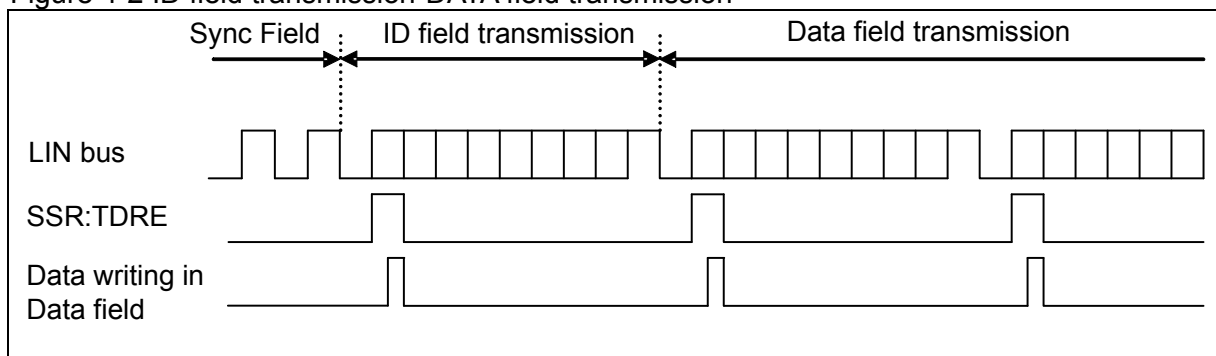 Figure 4-2 ID field transmission-DATA field transmission
Sync Field ID field transmission Data field transmission
LIN bus
SSR:TDRE
Data writing in
Data field